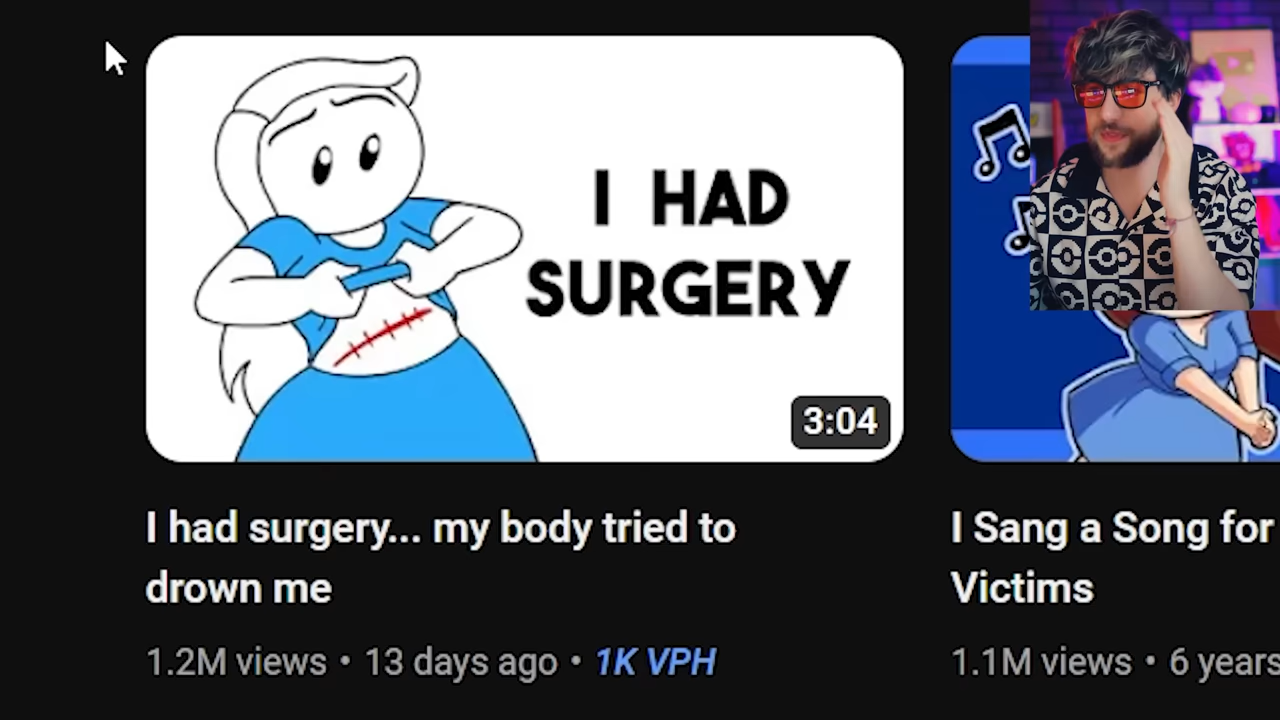 I HAD
SURGERY
3:04
I had surgery... my body tried to
drown me
1.2M views • 13 days ago • 1K VPH
I Sang a Song for
Victims
1.1M views • 6 years